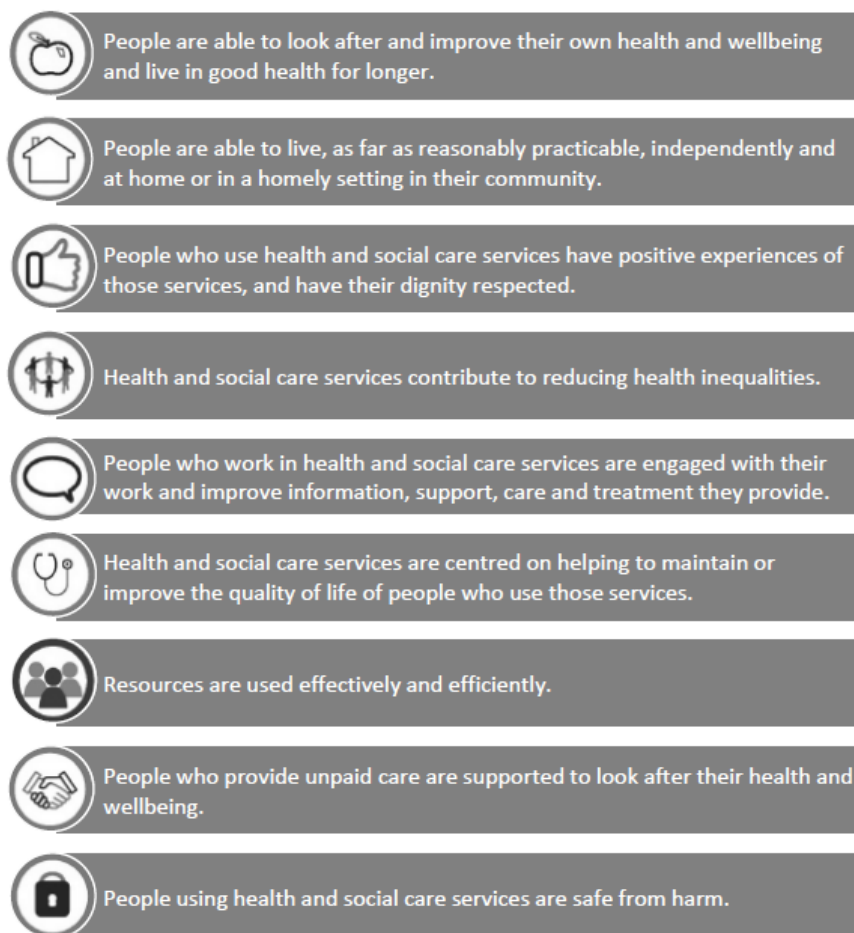 People are able to look after and improve their own health and wellbeing
and live in good health for longer.
People are able to live, as far as reasonably practicable, independently and
at home or in a homely setting in their community.
People who use health and social care services have positive experiences of
those services, and have their dignity respected.
Health and social care services contribute to reducing health inequalities.
People who work in health and social care services are engaged with their
work and improve information, support, care and treatment they provide.
Health and social care services are centred on helping to maintain or
improve the quality of life of people who use those services.
Resources are used effectively and efficiently.
People who provide unpaid care are supported to look after their health and
wellbeing.
People using health and social care services are safe from harm.